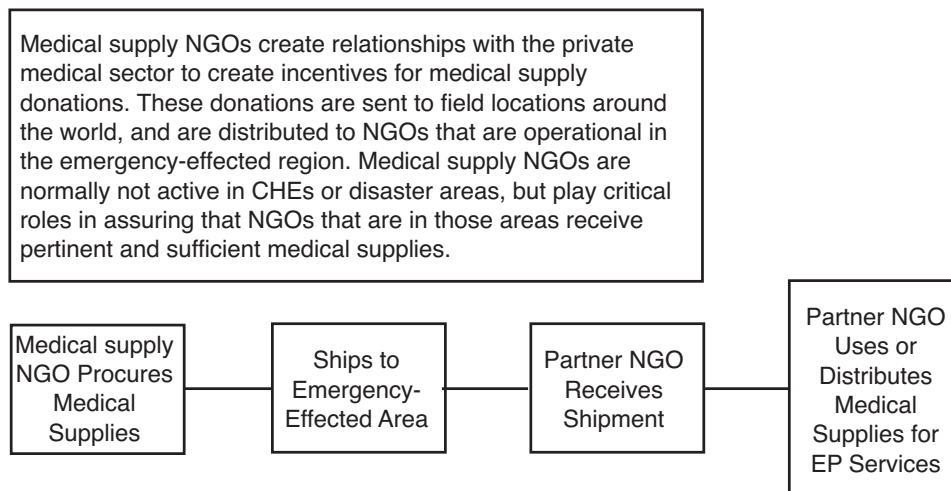 Medical supply NGOs create relationships with the private
medical sector to create incentives for medical supply
donations. These donations are sent to field locations around
the world, and are distributed to NGOs that are operational in
the emergency-effected region. Medical supply NGOs are
normally not active in CHEs or disaster areas, but play critical
roles in assuring that NGOs that are in those areas receive
pertinent and sufficient medical supplies.
Medical supply
NGO Procures
Medical
Supplies
Ships to
Emergency-
Effected Area
Partner NGO
Receives
Shipment
Partner NGO
Uses or
Distributes
Medical
Supplies for
EP Services